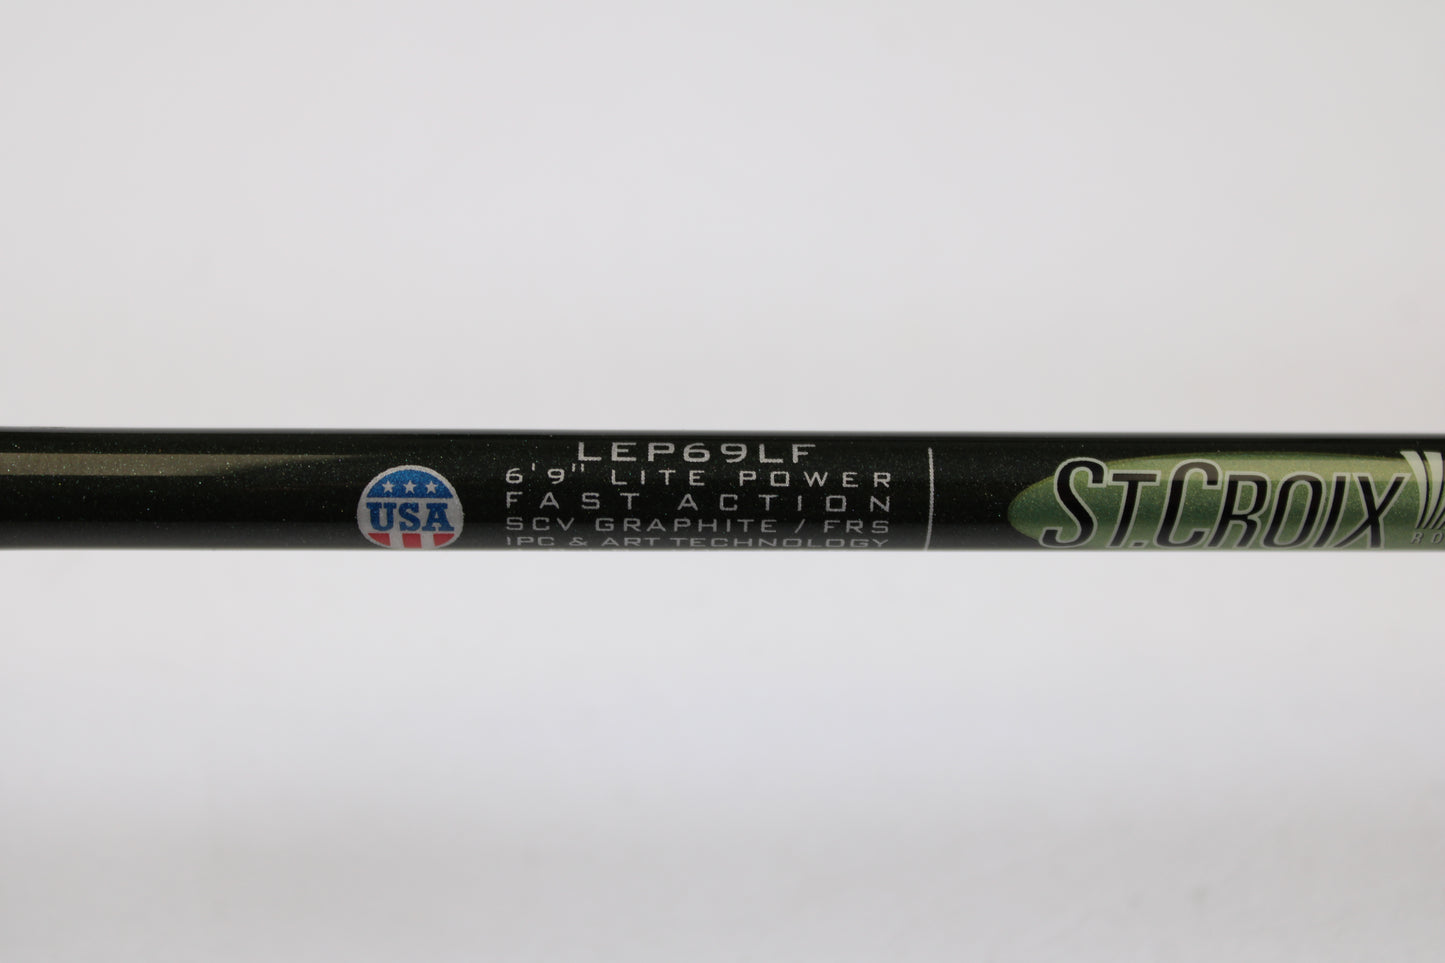 USA
LEP69LF
6'9" LITE POWER
FAST ACTION
SCV GRAPHITE / FRS
IPC & ART TECHNOLOGY
ST.CROIX